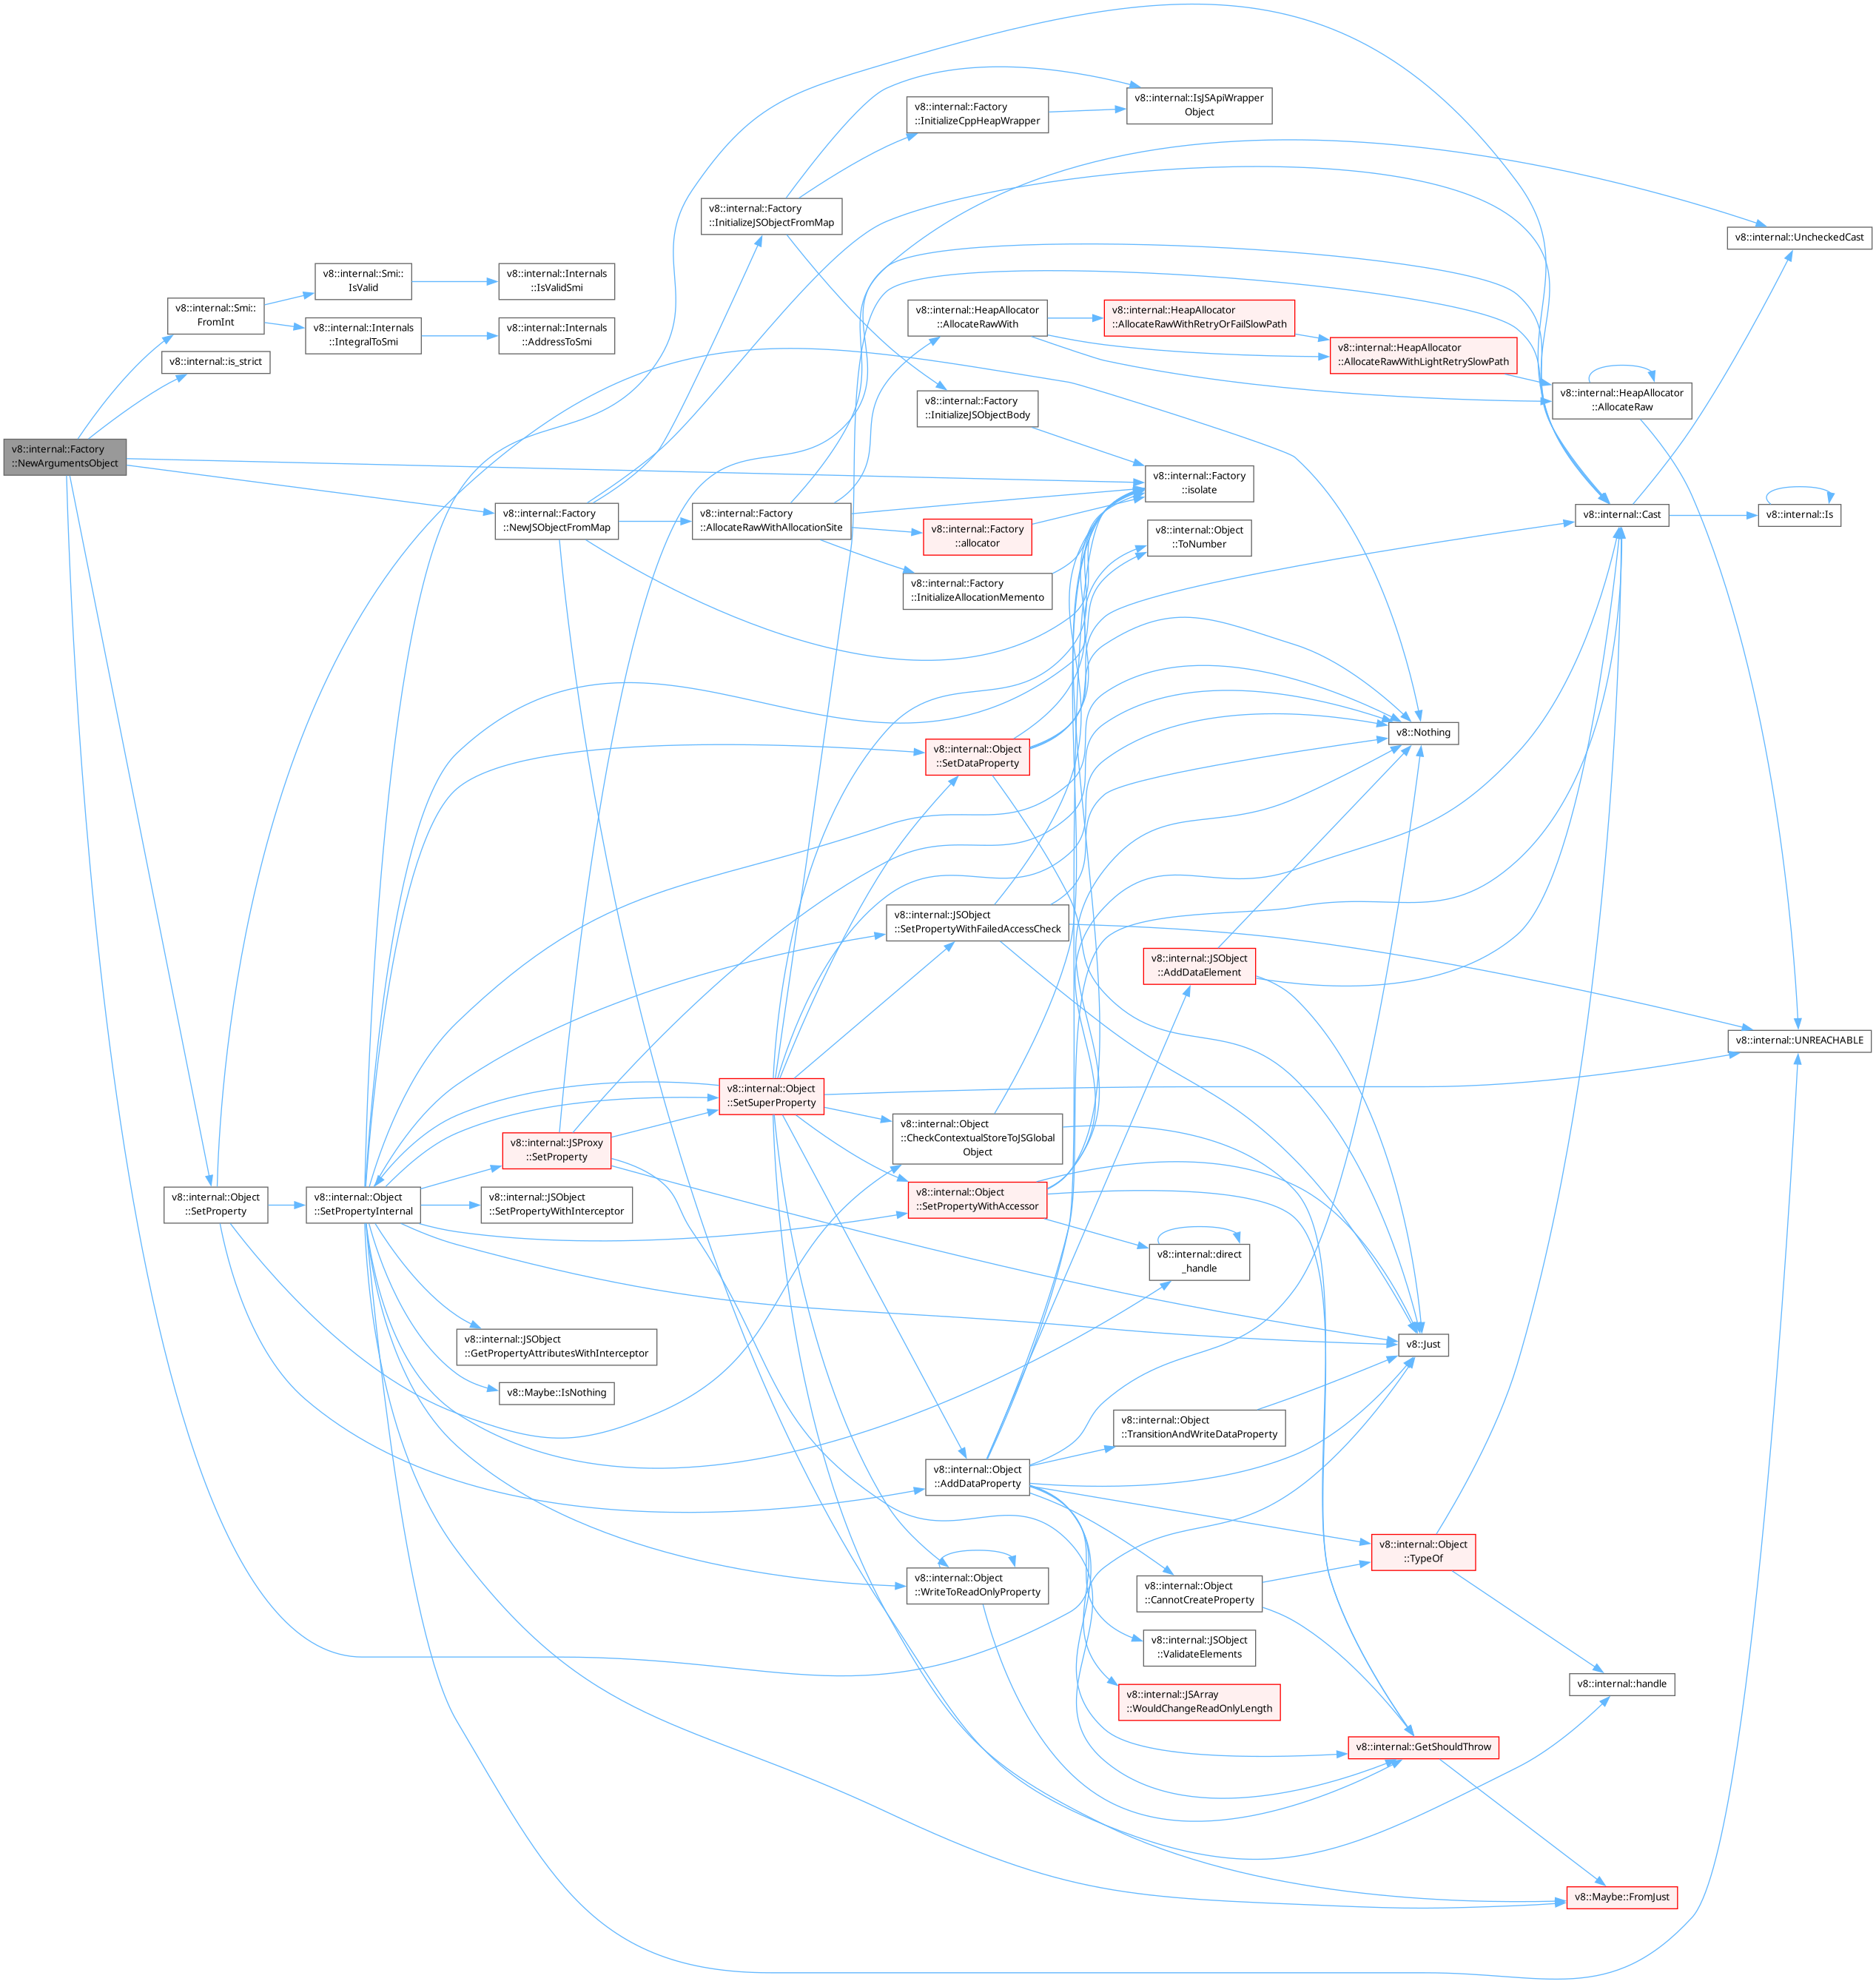 v8::internal::Factory
::NewArgumentsObject
v8::internal::Smi::
FromInt
v8::internal::is_strict
v8::internal::Object
::SetProperty
v8::internal::Smi::
IsValid
v8::internal::Internals
::IntegralToSmi
v8::internal::Object
::SetPropertyInternal
v8::internal::Internals
::IsValidSmi
v8::internal::Internals
::AddressToSmi
v8::internal::Factory
::NewJSObjectFromMap
v8::internal::JSProxy
::SetProperty
v8::internal::JSObject
::SetPropertyWithInterceptor
v8::internal::JSObject
::GetPropertyAttributesWithInterceptor
v8::Maybe::IsNothing
v8::internal::Factory
::InitializeJSObjectFromMap
v8::internal::Factory
::AllocateRawWithAllocationSite
v8::internal::Object
::SetSuperProperty
v8::internal::Factory
::InitializeCppHeapWrapper
v8::internal::HeapAllocator
::AllocateRawWith
v8::internal::Factory
::InitializeJSObjectBody
v8::internal::Factory
::allocator
v8::internal::Factory
::InitializeAllocationMemento
v8::internal::Object
::SetDataProperty
v8::internal::JSObject
::SetPropertyWithFailedAccessCheck
v8::internal::Object
::CheckContextualStoreToJSGlobal
Object
v8::internal::Object
::SetPropertyWithAccessor
v8::internal::Object
::AddDataProperty
v8::internal::Object
::WriteToReadOnlyProperty
v8::internal::IsJSApiWrapper
Object
v8::internal::HeapAllocator
::AllocateRawWithRetryOrFailSlowPath
v8::internal::Factory
::isolate
v8::internal::Object
::ToNumber
v8::internal::JSObject
::AddDataElement
v8::internal::direct
_handle
v8::internal::Object
::TransitionAndWriteDataProperty
v8::internal::Object
::CannotCreateProperty
v8::internal::JSObject
::ValidateElements
v8::internal::JSArray
::WouldChangeReadOnlyLength
v8::internal::HeapAllocator
::AllocateRawWithLightRetrySlowPath
v8::Nothing
v8::Just
v8::internal::Object
::TypeOf
v8::internal::GetShouldThrow
v8::internal::HeapAllocator
::AllocateRaw
v8::internal::Cast
v8::internal::handle
v8::Maybe::FromJust
v8::internal::UncheckedCast
v8::internal::Is
v8::internal::UNREACHABLE